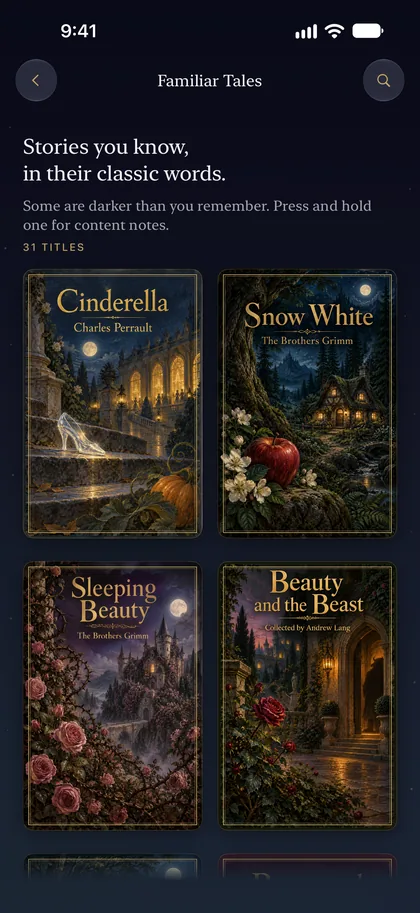 9:41
Familiar Tales
Stories you know,
in their classic words.
Some are darker than you remember. Press and hold
one for content notes.
31 TITLES
Cinderella
Charles Perrault
Snow White
The Brothers Grimm
Sleeping
Beauty
The Brothers Grimm
Beauty
and the Beast
Collected by Andrew Lang